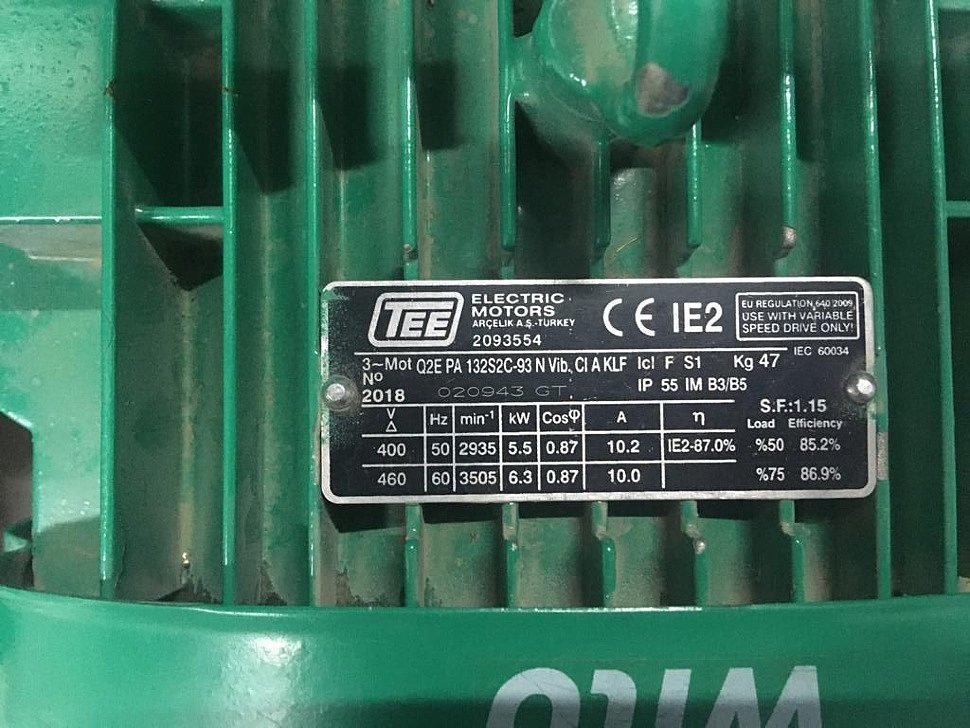 TEE
ELECTRIC
MOTORS
ARÇELIK A.Ş.-TURKEY
2093554
CE IE2
EU REGULATION 640 2009
USE WITH VARIABLE
SPEED DRIVE ONLY!
3~Mot Q2E PA 132S2C-93 N Vib. Cl A KLF Icl F S1 Kg 47 IEC 60034
No
2018 020943 GT. IP 55 IM B3/B5
V Δ Hz min⁻¹ kW Cosφ A η
S.F.:1.15
Load Efficiency
400 50 2935 5.5 0.87 10.2 IE2-87.0% %50 85.2%
460 60 3505 6.3 0.87 10.0 %75 86.9%
wilo